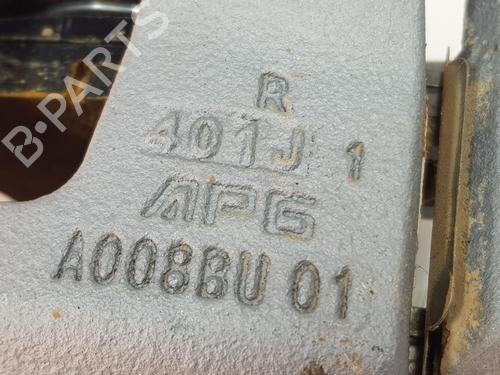 B-PARTS
R
401J 1
APG
A008BU 01